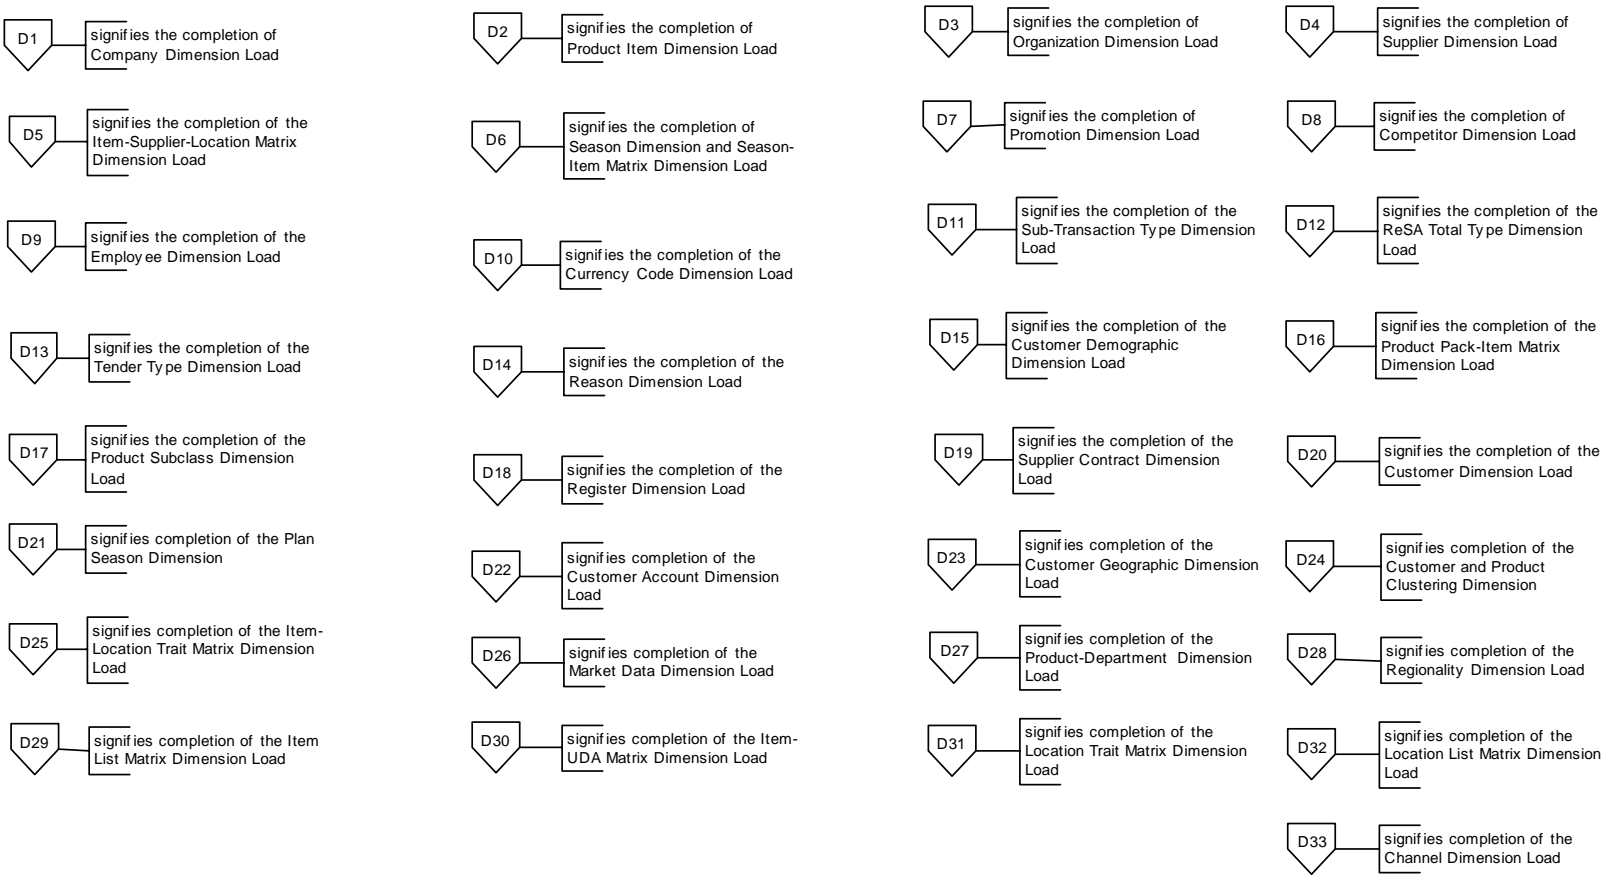 D1
signifies the completion of
Company Dimension Load
D2
signifies the completion of
Product Item Dimension Load
D3
signifies the completion of
Organization Dimension Load
D4
signifies the completion of
Supplier Dimension Load
D5
signifies the completion of the
Item-Supplier-Location Matrix
Dimension Load
D6
signifies the completion of
Season Dimension and Season-
Item Matrix Dimension Load
D7
signifies the completion of
Promotion Dimension Load
D8
signifies the completion of
Competitor Dimension Load
D9
signifies the completion of the
Employee Dimension Load
D10
signifies the completion of the
Currency Code Dimension Load
D11
signifies the completion of the
Sub-Transaction Type Dimension
Load
D12
signifies the completion of the
ReSA Total Type Dimension
Load
D13
signifies the completion of the
Tender Type Dimension Load
D14
signifies the completion of the
Reason Dimension Load
D15
signifies the completion of the
Customer Demographic
Dimension Load
D16
signifies the completion of the
Product Pack-Item Matrix
Dimension Load
D17
signifies the completion of the
Product Subclass Dimension
Load
D18
signifies the completion of the
Register Dimension Load
D19
signifies the completion of the
Supplier Contract Dimension
Load
D20
signifies the completion of the
Customer Dimension Load
D21
signifies completion of the Plan
Season Dimension
D22
signifies completion of the
Customer Account Dimension
Load
D23
signifies completion of the
Customer Geographic Dimension
Load
D24
signifies completion of the
Customer and Product
Clustering Dimension
D25
signifies completion of the Item-
Location Trait Matrix Dimension
Load
D26
signifies completion of the
Market Data Dimension Load
D27
signifies completion of the
Product-Department Dimension
Load
D28
signifies completion of the
Regionality Dimension Load
D29
signifies completion of the Item
List Matrix Dimension Load
D30
signifies completion of the Item-
UDA Matrix Dimension Load
D31
signifies completion of the
Location Trait Matrix Dimension
Load
D32
signifies completion of the
Location List Matrix Dimension
Load
D33
signifies completion of the
Channel Dimension Load